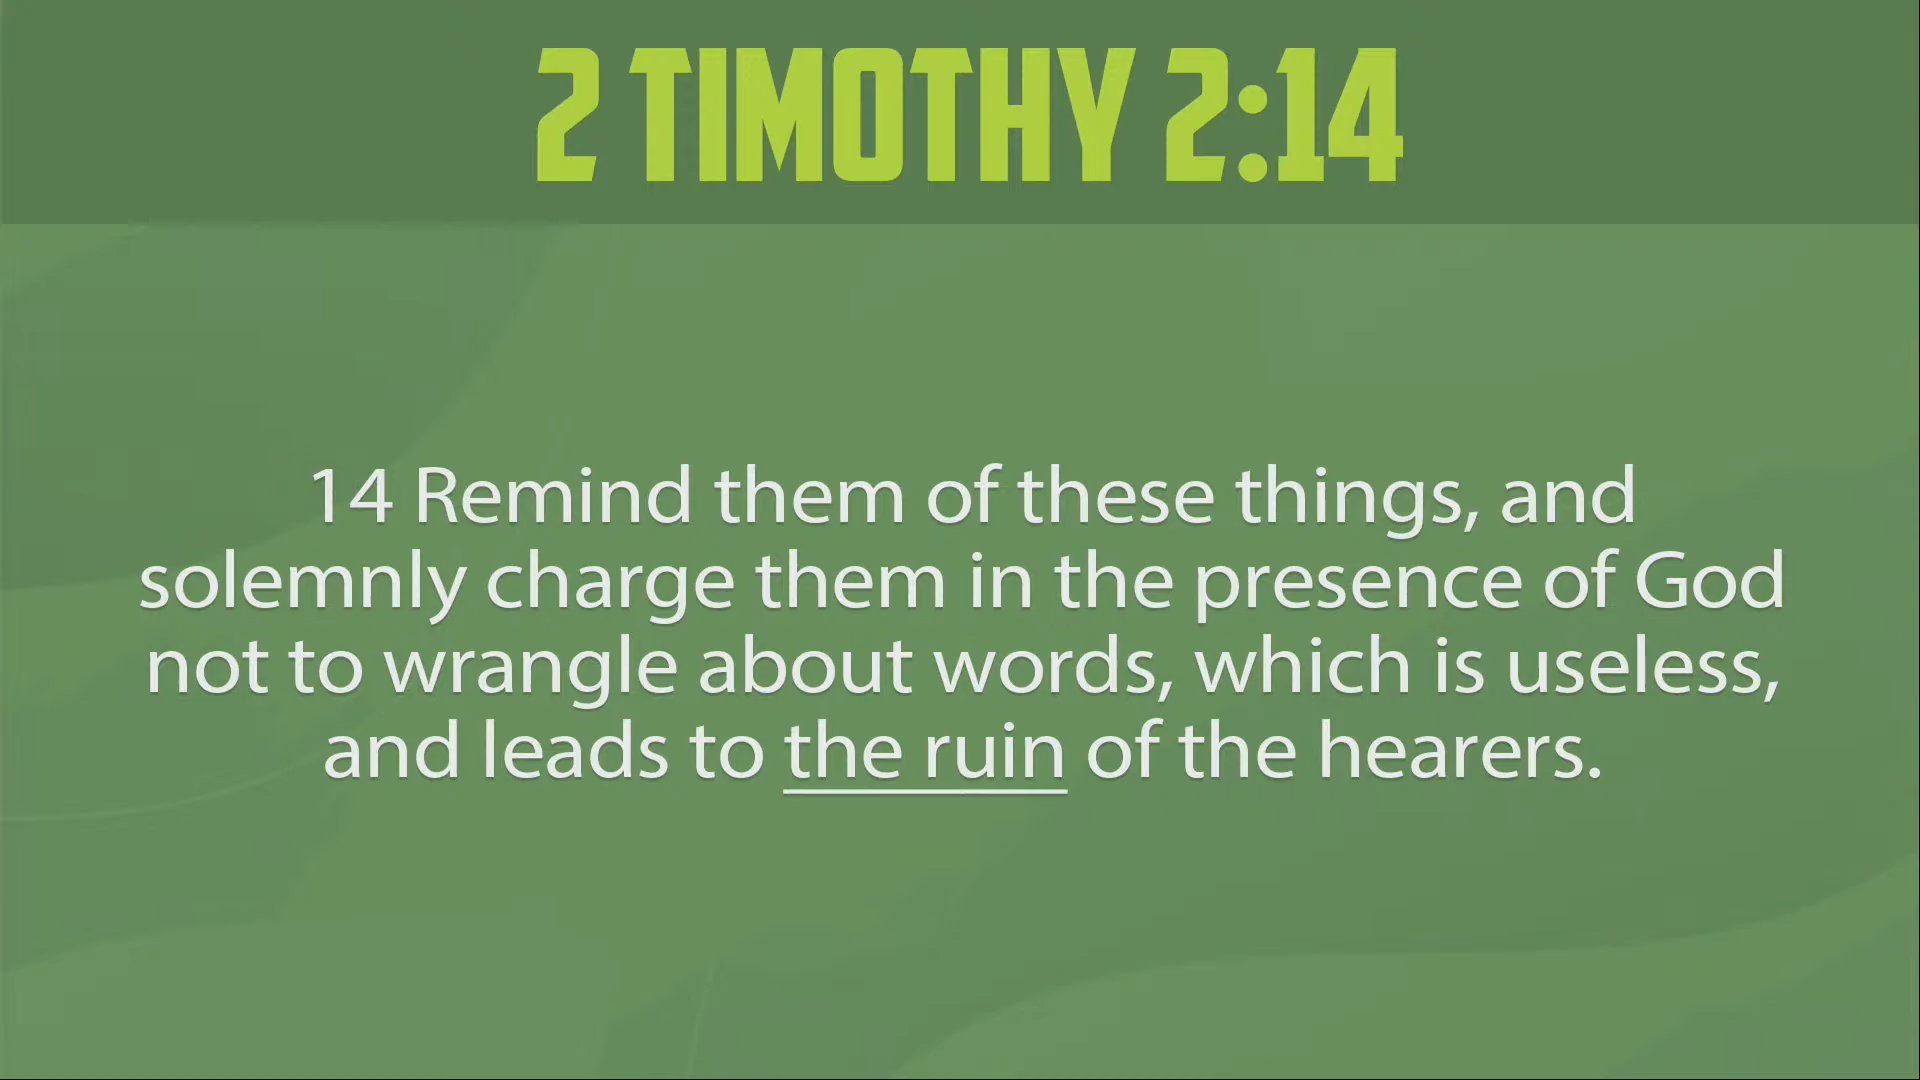 2 TIMOTHY 2:14
14 Remind them of these things, and
solemnly charge them in the presence of God
not to wrangle about words, which is useless,
and leads to the ruin of the hearers.